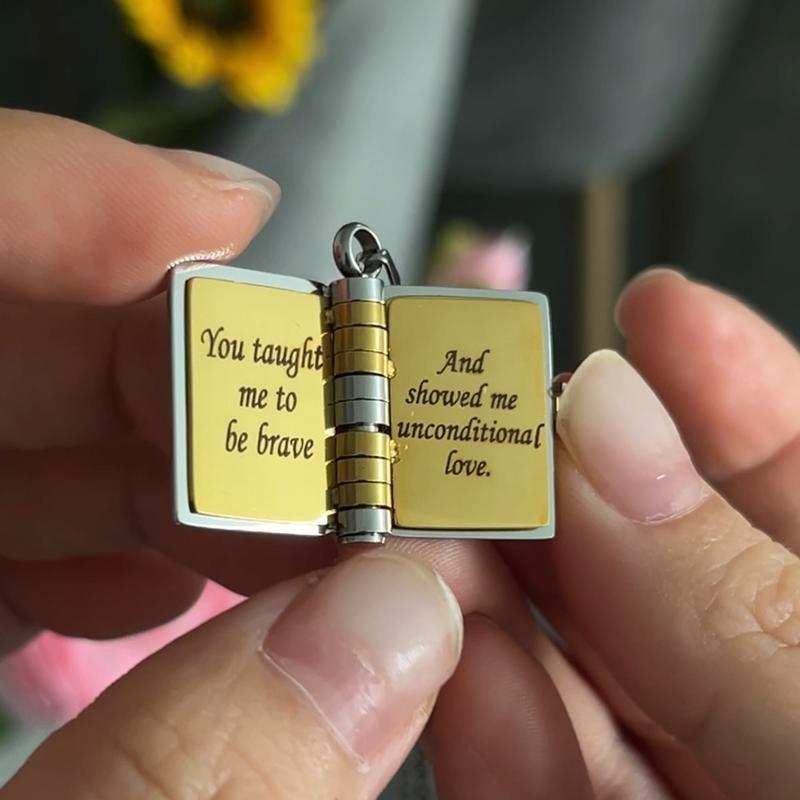 You taught
me to
be brave
And
showed me
unconditional
love.